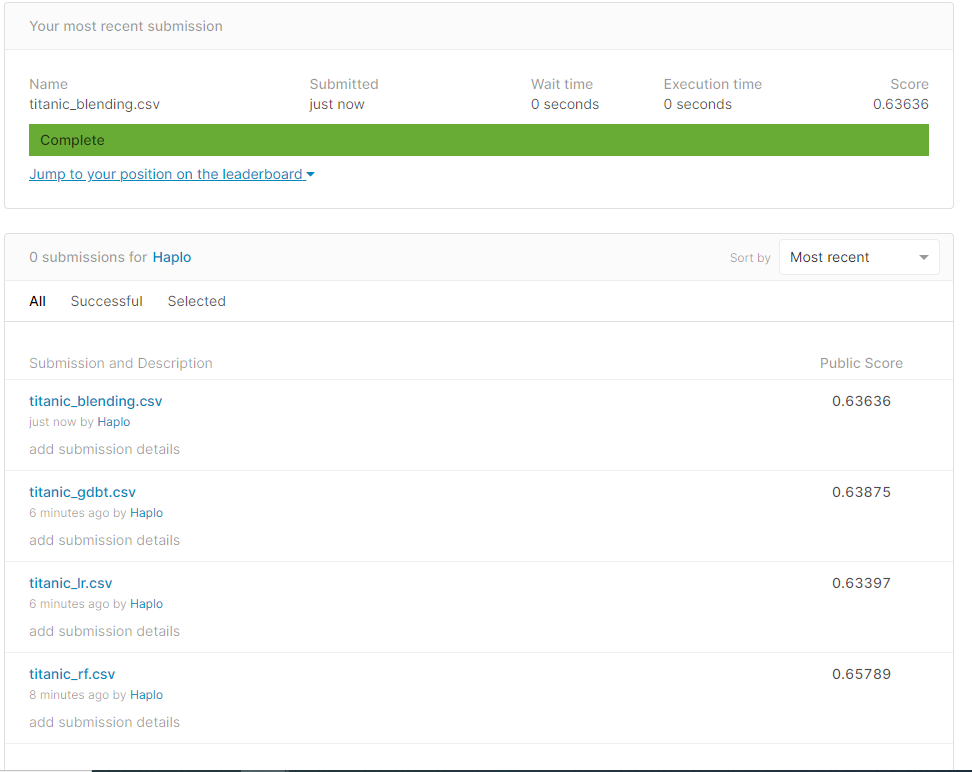 Your most recent submission
Name Submitted Wait time Execution time Score
titanic_blending.csv just now 0 seconds 0 seconds 0.63636
Complete
Jump to your position on the leaderboard
0 submissions for Haplo Sort by Most recent
All Successful Selected
Submission and Description Public Score
titanic_blending.csv 0.63636
just now by Haplo
add submission details
titanic_gdbt.csv 0.63875
6 minutes ago by Haplo
add submission details
titanic_lr.csv 0.63397
6 minutes ago by Haplo
add submission details
titanic_rf.csv 0.65789
8 minutes ago by Haplo
add submission details